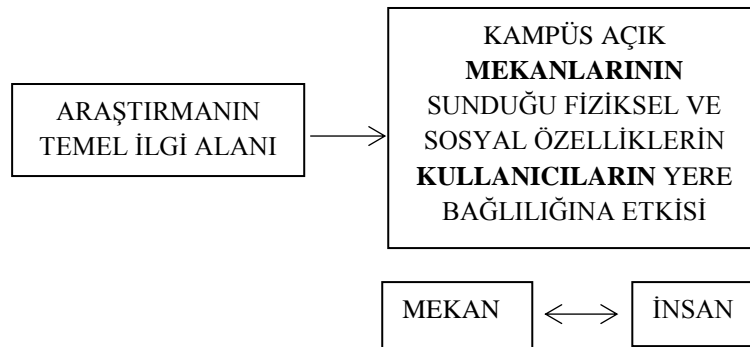 ARAŞTIRMANIN
TEMEL İLGİ ALANI
KAMPÜS AÇIK
MEKANLARININ
SUNDUĞU FİZİKSEL VE
SOSYAL ÖZELLİKLERİN
KULLANICILARIN YERE
BAĞLILIĞINA ETKİSİ
MEKAN
İNSAN